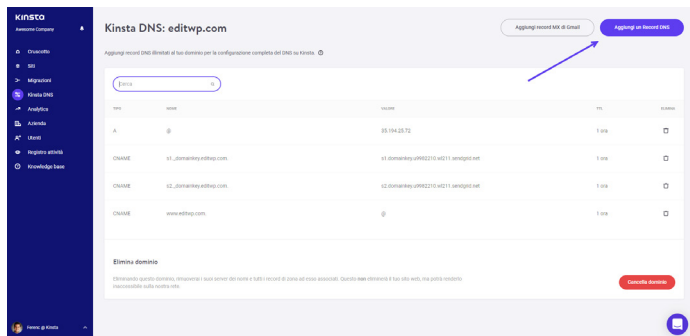 KINSTA
Awesome Company
Cruscotto
Siti
Migrazioni
Kinsta DNS
Analytics
Azienda
Utenti
Registro attività
Knowledge base
Ferenc @ Kinsta
Kinsta DNS: editwp.com
Aggiungi record MX di Gmail
Aggiungi un Record DNS
Aggiungi record DNS illimitati al tuo dominio per la configurazione completa del DNS su Kinsta.
Cerca
TIPO NOME VALORE TTL ELIMINA
A @ 35.194.25.72 1 ora
CNAME s1._domainkey.editwp.com s1.domainkey.u9982210.wl211.sendgrid.net 1 ora
CNAME s2._domainkey.editwp.com s2.domainkey.u9982210.wl211.sendgrid.net 1 ora
CNAME www.editwp.com @ 1 ora
Elimina dominio
Eliminando questo dominio, rimuoverai i suoi server dei nomi e tutti i record di zona ad esso associati. Questo non eliminerà il tuo sito web, ma potrà renderlo
inaccessibile sulla nostra rete.
Cancella dominio